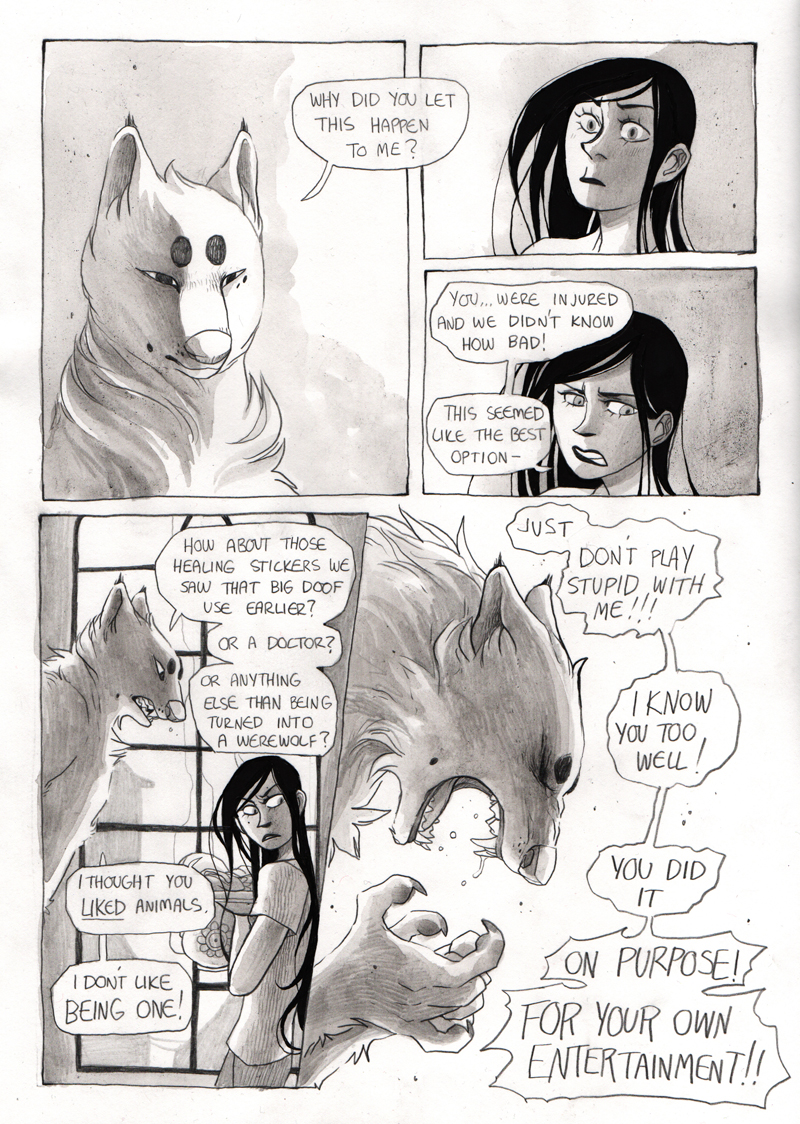 WHY DID YOU LET
THIS HAPPEN
TO ME?
YOU... WERE INJURED
AND WE DIDN'T KNOW
HOW BAD!
THIS SEEMED
LIKE THE BEST
OPTION-
HOW ABOUT THOSE
HEALING STICKERS WE
SAW THAT BIG DOOF
USE EARLIER?
OR A DOCTOR?
OR ANYTHING
ELSE THAN BEING
TURNED INTO
A WEREWOLF?
I THOUGHT YOU
LIKED ANIMALS.
I DON'T LIKE
BEING ONE!
JUST
DON'T PLAY
STUPID WITH
ME!!!
I KNOW
YOU TOO
WELL!
YOU DID
IT
ON PURPOSE!
FOR YOUR OWN
ENTERTAINMENT!!